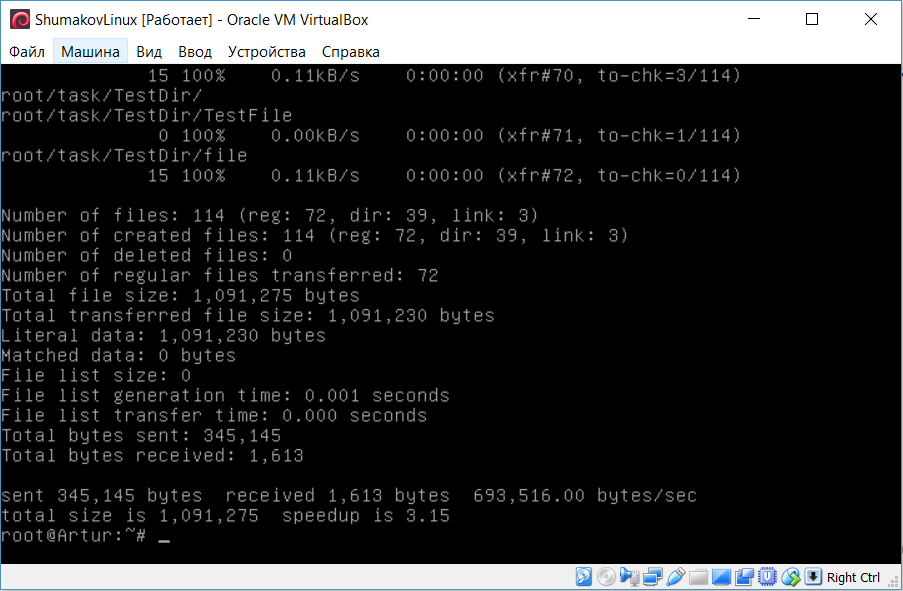 ShumakovLinux [Работает] - Oracle VM VirtualBox
Файл Машина Вид Ввод Устройства Справка
15 100% 0.11kB/s 0:00:00 (xfr#70, to-chk=3/114)
root/task/TestDir/
root/task/TestDir/TestFile
0 100% 0.00kB/s 0:00:00 (xfr#71, to-chk=1/114)
root/task/TestDir/file
15 100% 0.11kB/s 0:00:00 (xfr#72, to-chk=0/114)
Number of files: 114 (reg: 72, dir: 39, link: 3)
Number of created files: 114 (reg: 72, dir: 39, link: 3)
Number of deleted files: 0
Number of regular files transferred: 72
Total file size: 1,091,275 bytes
Total transferred file size: 1,091,230 bytes
Literal data: 1,091,230 bytes
Matched data: 0 bytes
File list size: 0
File list generation time: 0.001 seconds
File list transfer time: 0.000 seconds
Total bytes sent: 345,145
Total bytes received: 1,613
sent 345,145 bytes received 1,613 bytes 693,516.00 bytes/sec
total size is 1,091,275 speedup is 3.15
root@Artur:~# _
Right Ctrl